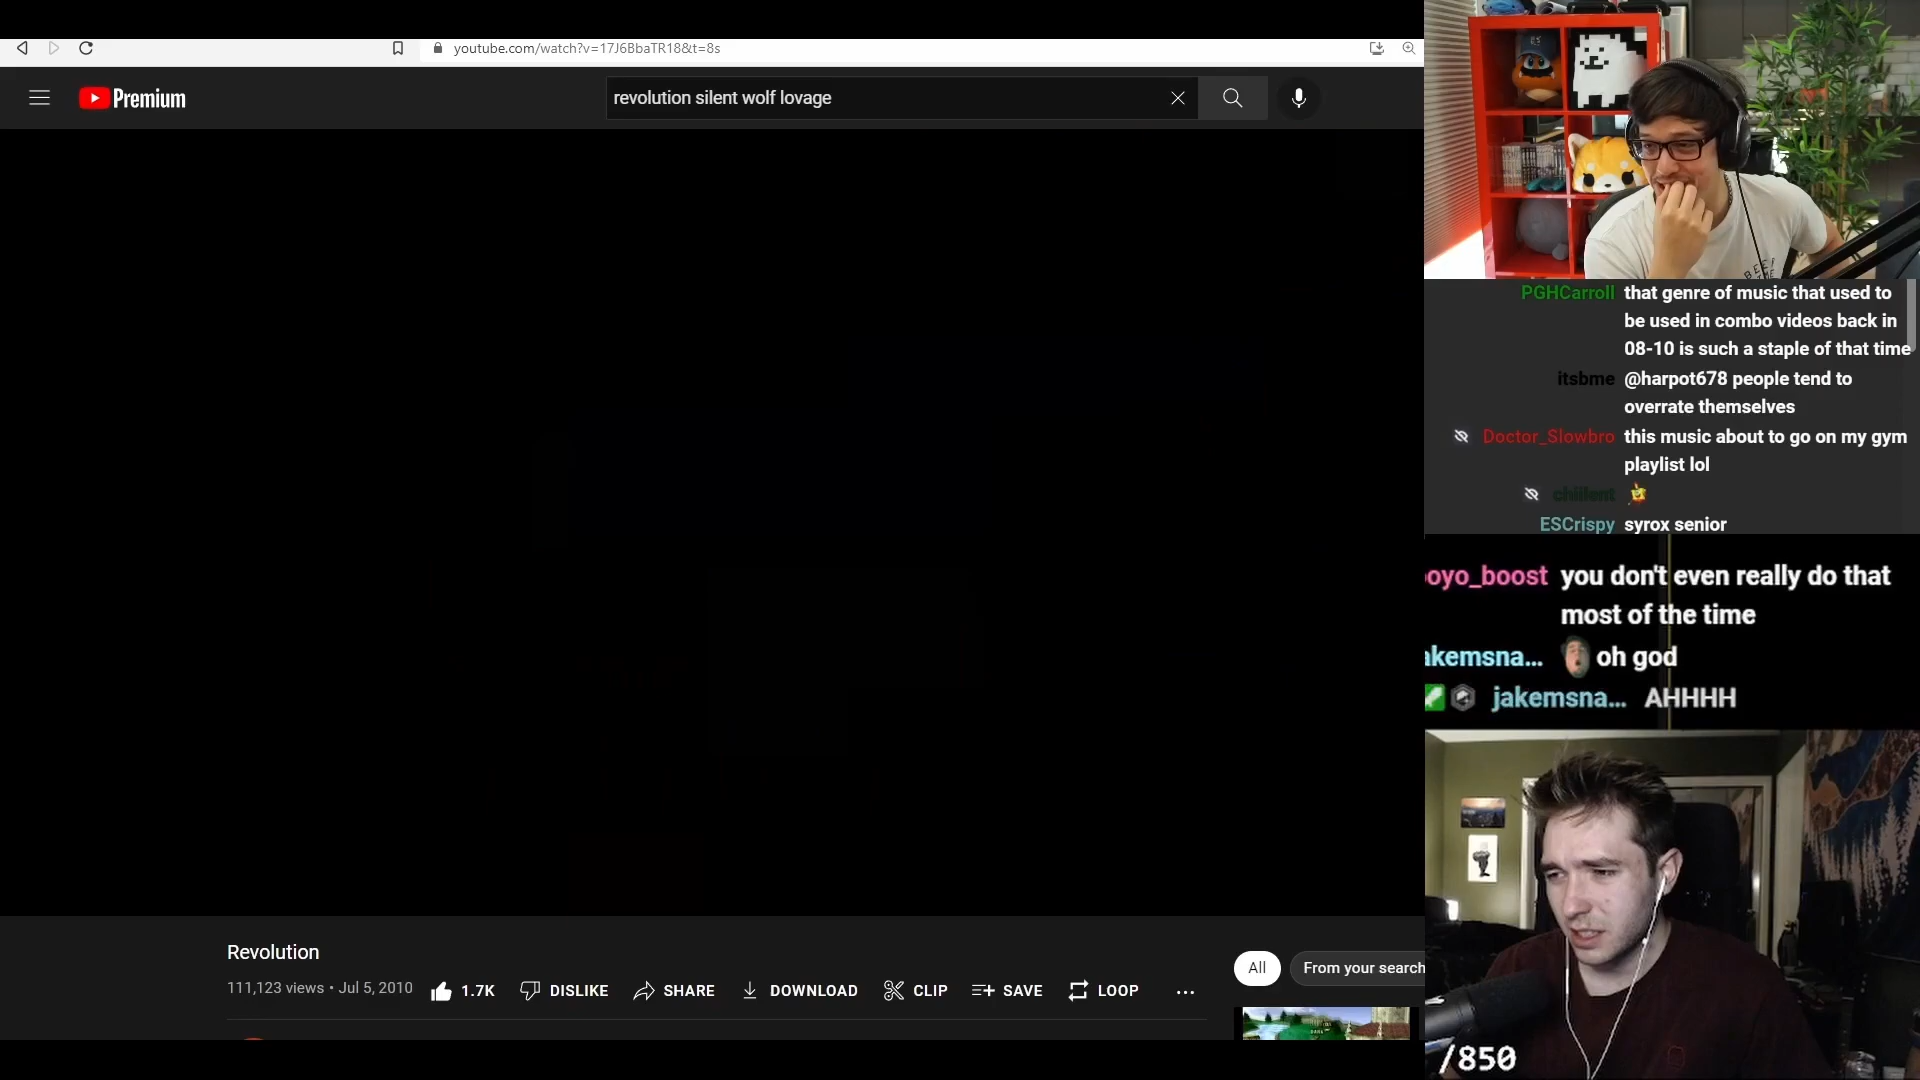 youtube.com/watch?v=17J6BbaTR18&t=8s
Premium
revolution silent wolf lovage
PGHCarroll that genre of music that used to
be used in combo videos back in
08-10 is such a staple of that time
itsbme @harpot678 people tend to
overrate themselves
Doctor_Slowbro this music about to go on my gym
playlist lol
chillent
ESCrispy syrox senior
oyo_boost you don't even really do that
most of the time
akemsna... oh god
jakemsna... AHHHH
Revolution
111,123 views • Jul 5, 2010 1.7K DISLIKE SHARE DOWNLOAD CLIP SAVE LOOP ...
All From your search
/850